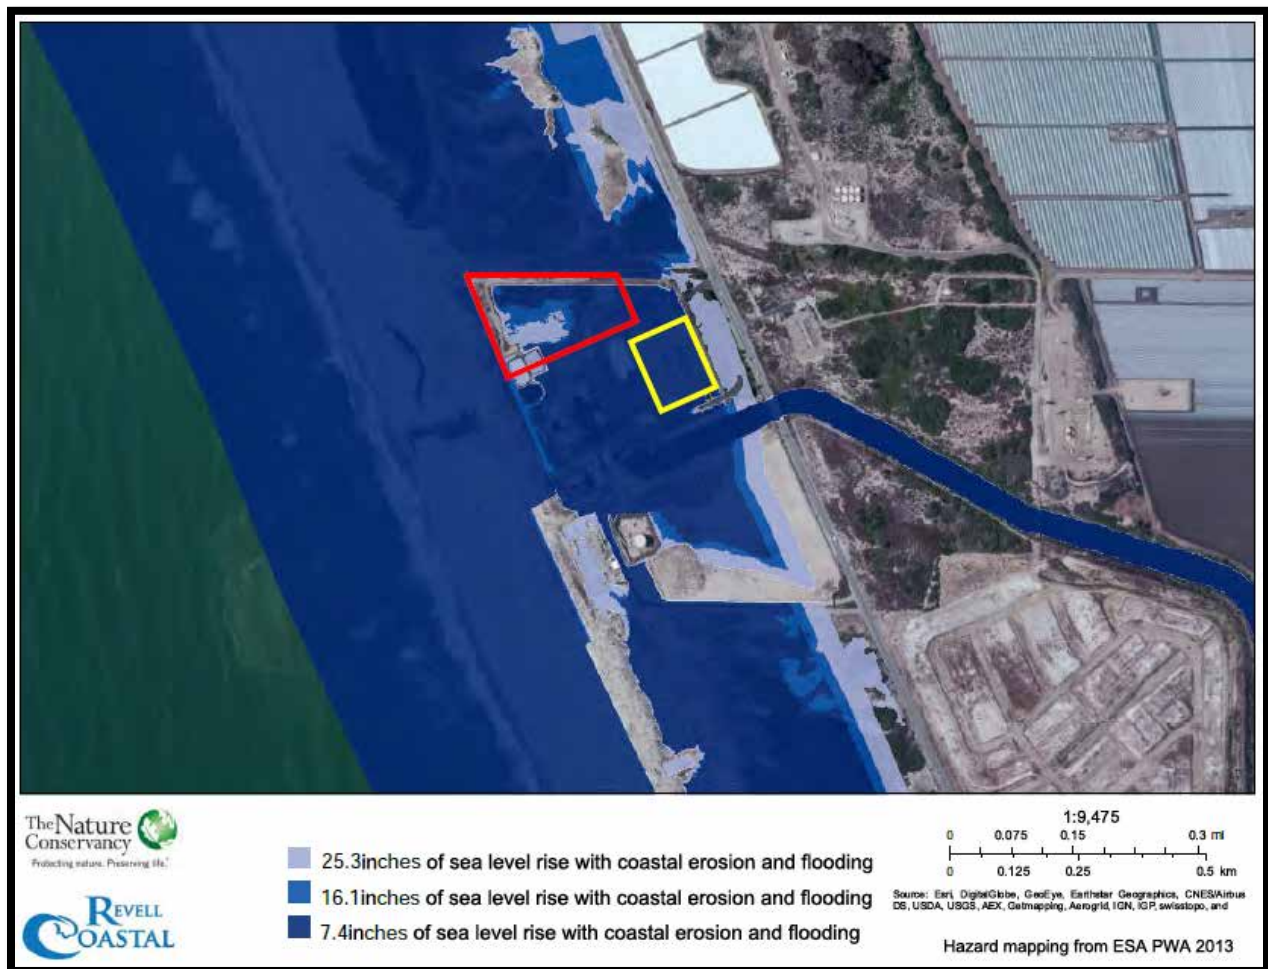 The Nature
Conservancy
Protecting nature. Preserving life.
REVELL
COASTAL
25.3inches of sea level rise with coastal erosion and flooding
16.1inches of sea level rise with coastal erosion and flooding
7.4inches of sea level rise with coastal erosion and flooding
1:9,475
0 0.075 0.15 0.3 mi
0 0.125 0.25 0.5 km
Source: Esri, DigitalGlobe, GeoEye, Earthstar Geographics, CNES/Airbus
DS, USDA, USGS, AEX, Getmapping, Aerogrid, IGN, IGP, swisstopo, and
Hazard mapping from ESA PWA 2013